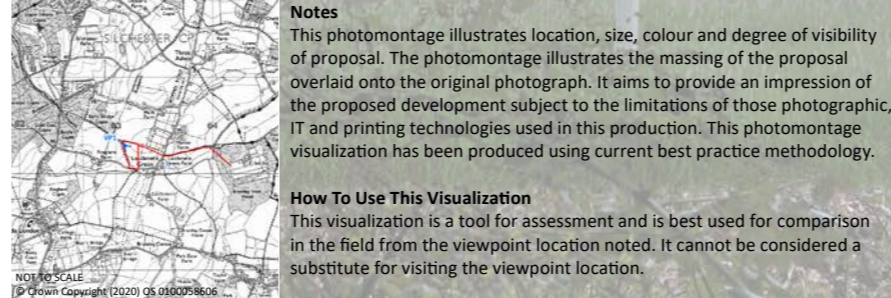 SILCHESTER CP
NOT TO SCALE
© Crown Copyright (2020) OS 0100058606
Notes
This photomontage illustrates location, size, colour and degree of visibility
of proposal. The photomontage illustrates the massing of the proposal
overlaid onto the original photograph. It aims to provide an impression of
the proposed development subject to the limitations of those photographic,
IT and printing technologies used in this production. This photomontage
visualization has been produced using current best practice methodology.
How To Use This Visualization
This visualization is a tool for assessment and is best used for comparison
in the field from the viewpoint location noted. It cannot be considered a
substitute for visiting the viewpoint location.